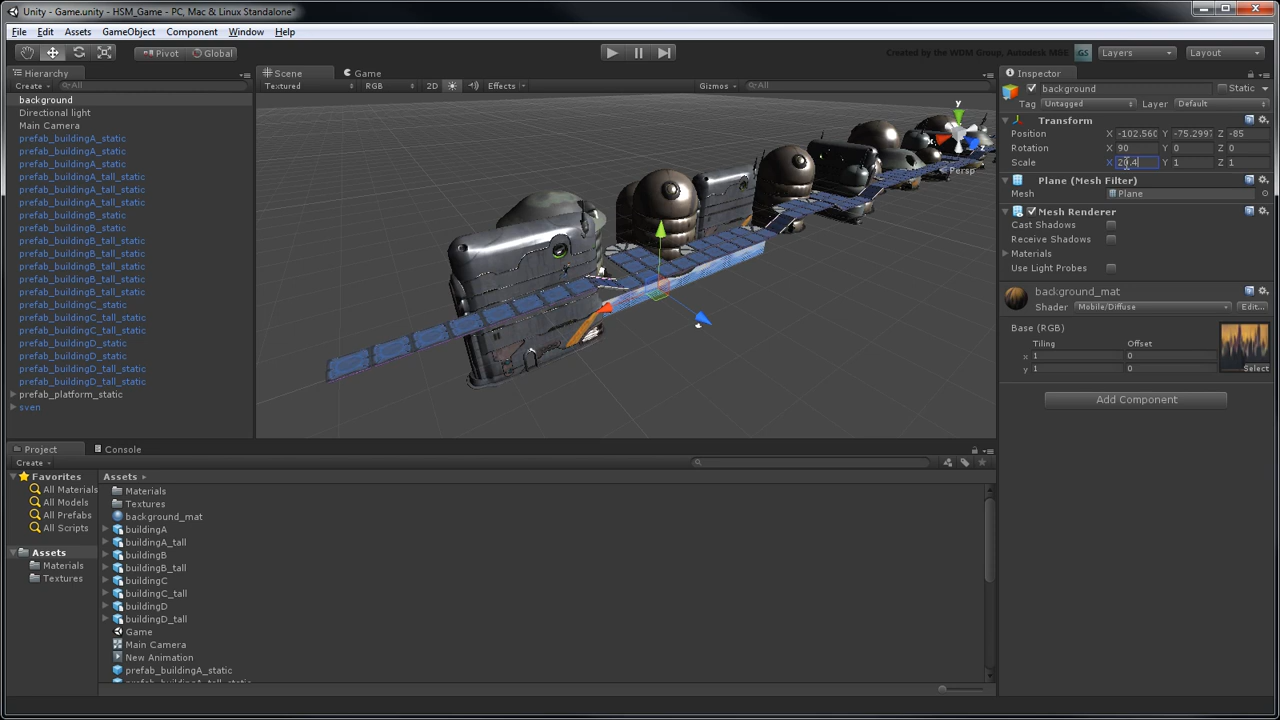 Unity - Game.unity - HSM_Game - PC, Mac & Linux Standalone*
File Edit Assets GameObject Component Window Help
Pivot Global Created by the WDM Group, Autodesk M&E GS Layers Layout
Hierarchy
Create All
background
Directional light
Main Camera
prefab_buildingA_static
prefab_buildingA_static
prefab_buildingA_static
prefab_buildingA_tall_static
prefab_buildingA_tall_static
prefab_buildingA_tall_static
prefab_buildingB_static
prefab_buildingB_static
prefab_buildingB_tall_static
prefab_buildingB_tall_static
prefab_buildingB_tall_static
prefab_buildingB_tall_static
prefab_buildingB_tall_static
prefab_buildingC_static
prefab_buildingC_tall_static
prefab_buildingC_tall_static
prefab_buildingD_static
prefab_buildingD_static
prefab_buildingD_tall_static
prefab_buildingD_tall_static
prefab_platform_static
sven
Scene Game
Textured RGB 2D Effects Gizmos All
y
x
z
Persp
Inspector
background Static
Tag Untagged Layer Default
Transform
Position X -102.560 Y -75.2997 Z -85
Rotation X 90 Y 0 Z 0
Scale X 20.4 Y 1 Z 1
Plane (Mesh Filter)
Mesh Plane
Mesh Renderer
Cast Shadows
Receive Shadows
Materials
Use Light Probes
background_mat
Shader Mobile/Diffuse Edit...
Base (RGB)
Tiling Offset
x 1 0
y 1 0
Select
Add Component
Project Console
Create
Favorites
All Materials
All Models
All Prefabs
All Scripts
Assets
Materials
Textures
Assets
Materials
Textures
background_mat
buildingA
buildingA_tall
buildingB
buildingB_tall
buildingC
buildingC_tall
buildingD
buildingD_tall
Game
Main Camera
New Animation
prefab_buildingA_static
prefab_buildingA_tall_static